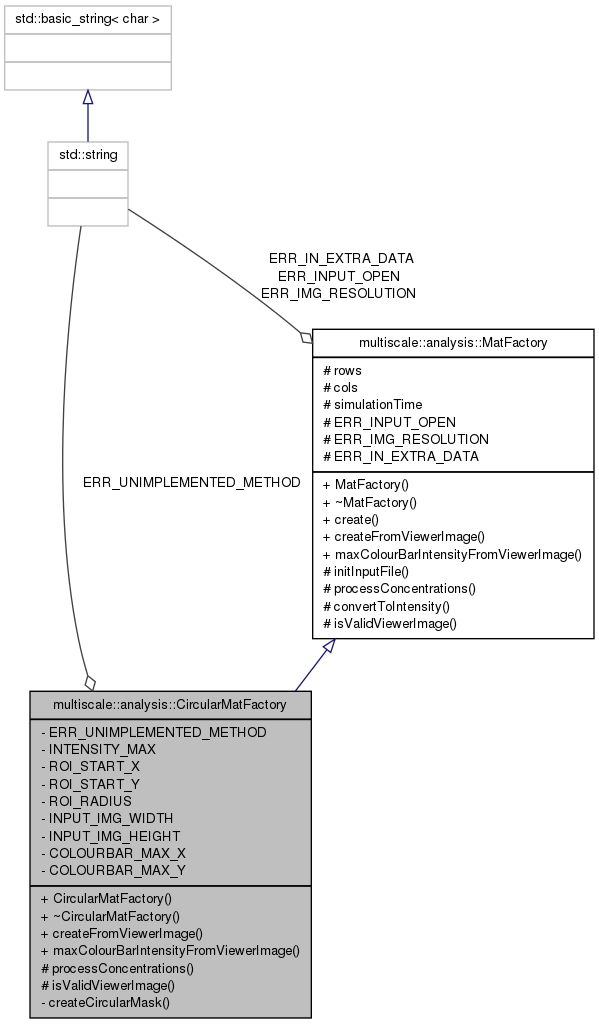 std::basic_string< char >
std::string
ERR_IN_EXTRA_DATA
ERR_INPUT_OPEN
ERR_IMG_RESOLUTION
multiscale::analysis::MatFactory
# rows
# cols
# simulationTime
# ERR_INPUT_OPEN
# ERR_IMG_RESOLUTION
# ERR_IN_EXTRA_DATA
+ MatFactory()
+ ~MatFactory()
+ create()
+ createFromViewerImage()
+ maxColourBarIntensityFromViewerImage()
# initInputFile()
# processConcentrations()
# convertToIntensity()
# isValidViewerImage()
ERR_UNIMPLEMENTED_METHOD
multiscale::analysis::CircularMatFactory
- ERR_UNIMPLEMENTED_METHOD
- INTENSITY_MAX
- ROI_START_X
- ROI_START_Y
- ROI_RADIUS
- INPUT_IMG_WIDTH
- INPUT_IMG_HEIGHT
- COLOURBAR_MAX_X
- COLOURBAR_MAX_Y
+ CircularMatFactory()
+ ~CircularMatFactory()
+ createFromViewerImage()
+ maxColourBarIntensityFromViewerImage()
# processConcentrations()
# isValidViewerImage()
- createCircularMask()